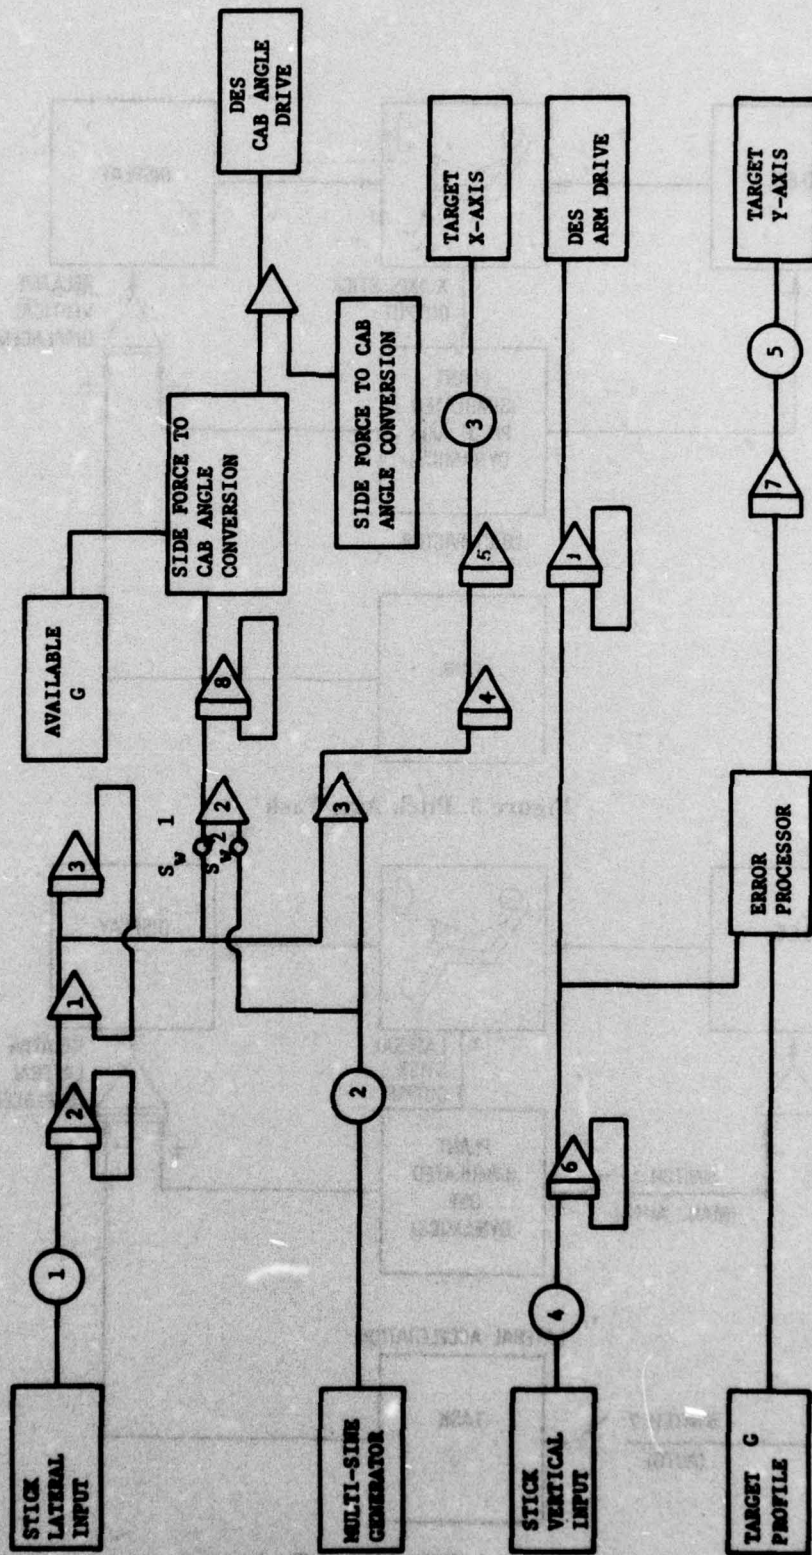 STICK
LATERAL
INPUT
1
2
1
3
AVAILABLE
G
SIDE FORCE TO
CAB ANGLE
CONVERSION
DES
CAB ANGLE
DRIVE
Sw 1
Sw 2
2
8
SIDE FORCE TO CAB
ANGLE CONVERSION
MULTI-SINE
GENERATOR
2
3
4
5
3
TARGET
X-AXIS
STICK
VERTICAL
INPUT
4
6
1
DES
ARM DRIVE
TARGET G
PROFILE
ERROR
PROCESSOR
7
5
TARGET
Y-AXIS